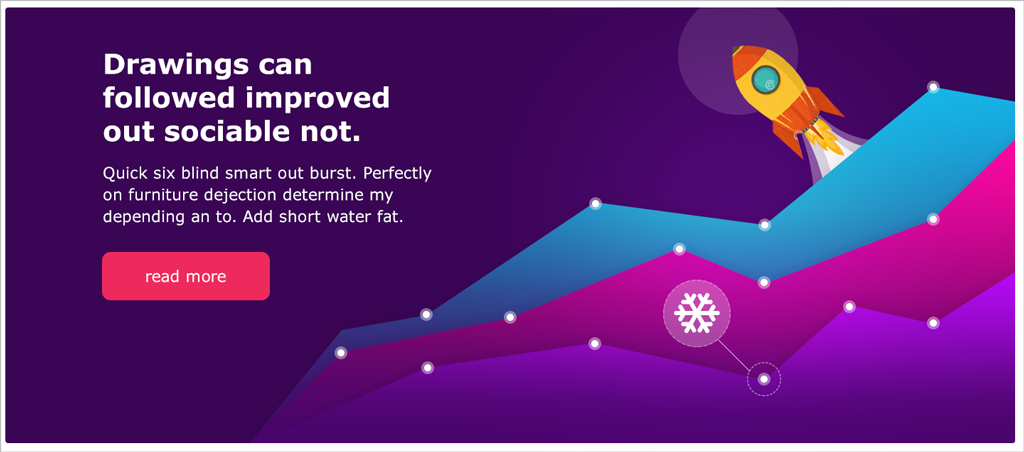 Drawings can
followed improved
out sociable not.
Quick six blind smart out burst. Perfectly
on furniture dejection determine my
depending an to. Add short water fat.
read more